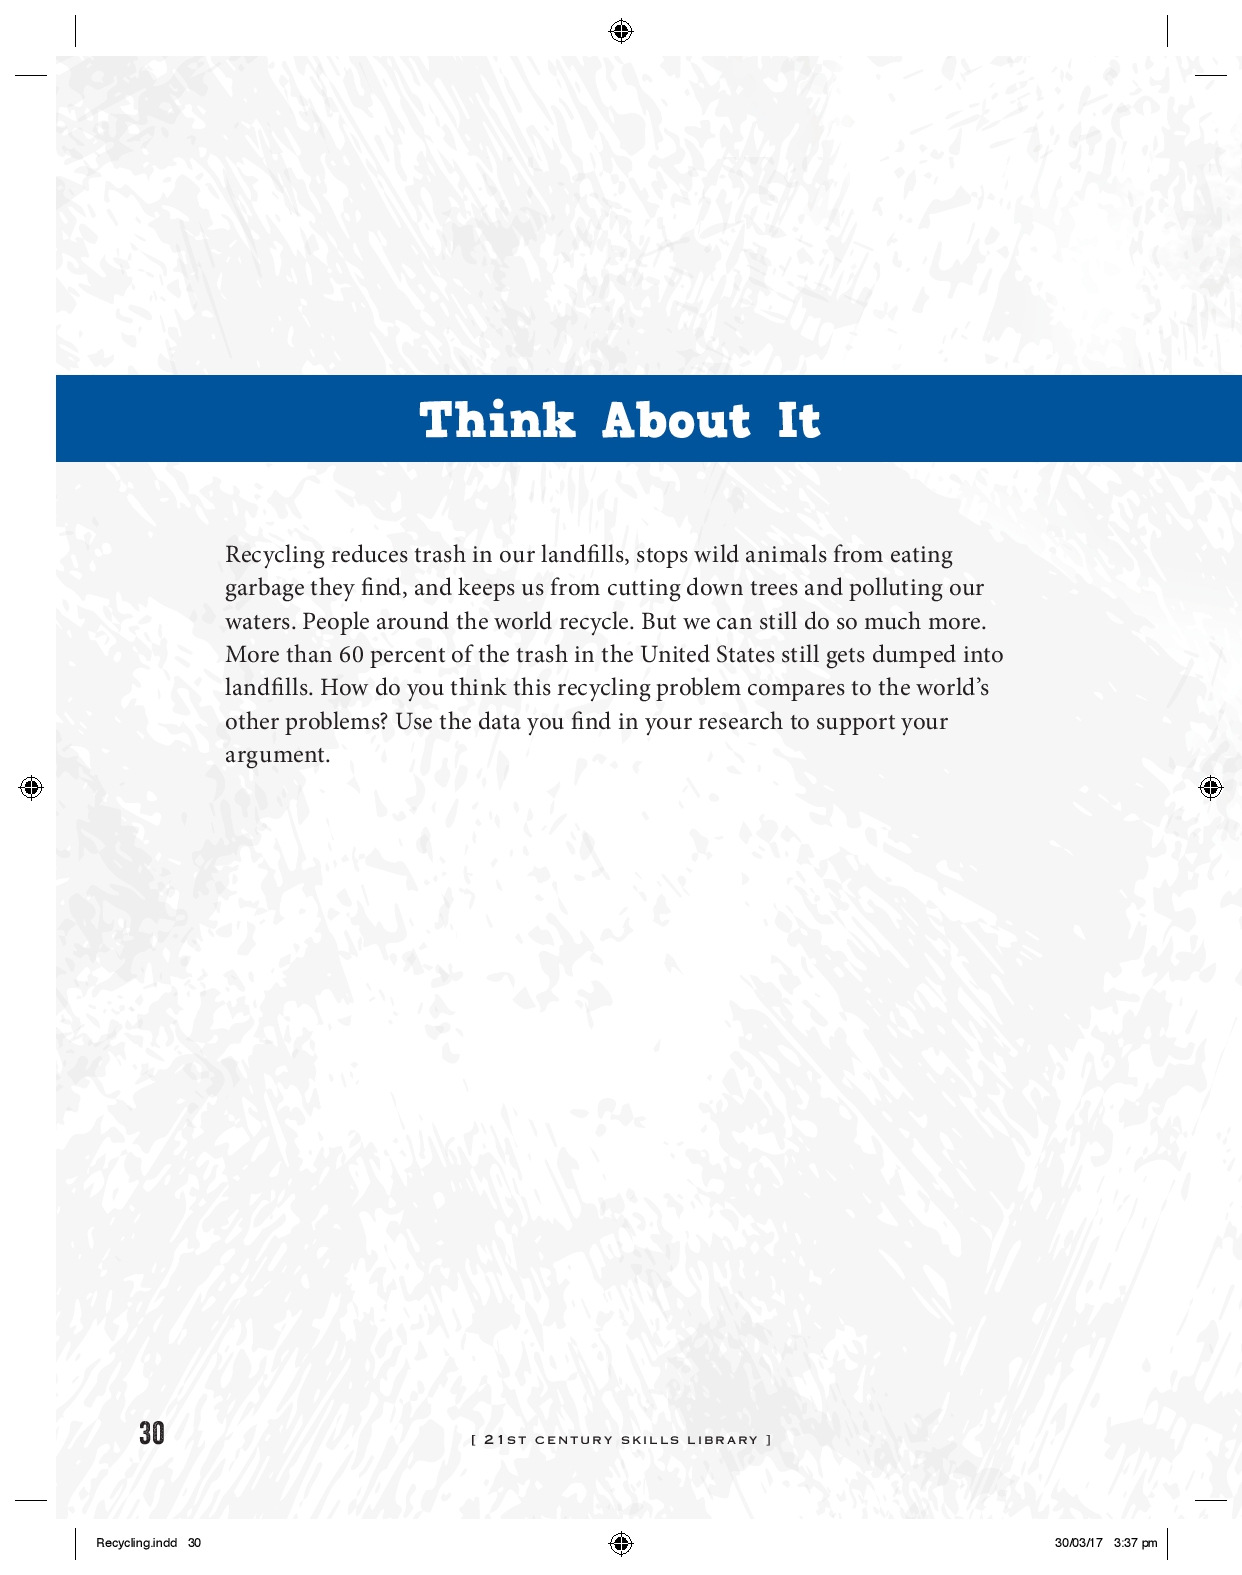 Think About It
Recycling reduces trash in our landfills, stops wild animals from eating
garbage they find, and keeps us from cutting down trees and polluting our
waters. People around the world recycle. But we can still do so much more.
More than 60 percent of the trash in the United States still gets dumped into
landfills. How do you think this recycling problem compares to the world’s
other problems? Use the data you find in your research to support your
argument.
30
[ 21ST CENTURY SKILLS LIBRARY ]
Recycling.indd 30
30/03/17 3:37 pm